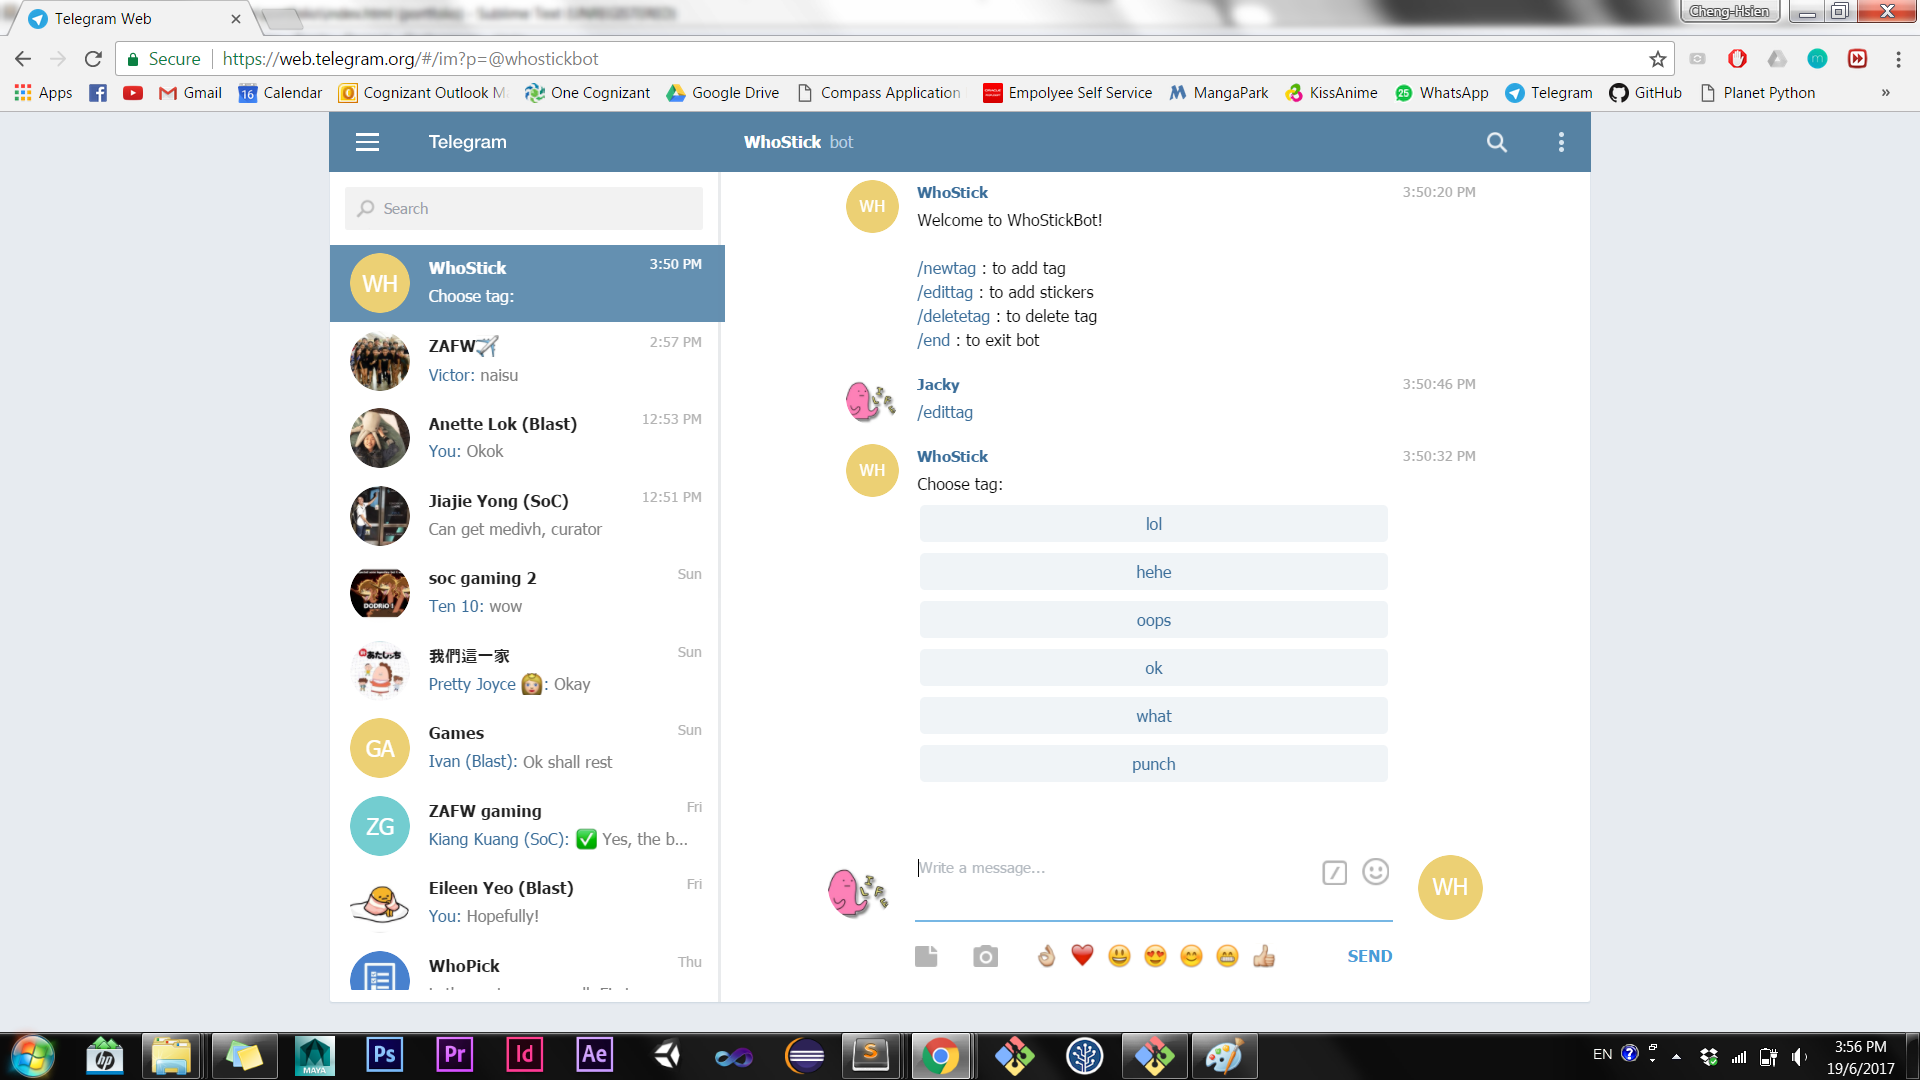 Telegram Web
Cheng-Hsien
Secure
https://web.telegram.org/#/im?p=@whostickbot
Apps
Gmail
16
Calendar
Cognizant Outlook M
One Cognizant
Google Drive
Compass Application
Empolyee Self Service
MangaPark
KissAnime
25
WhatsApp
Telegram
GitHub
Planet Python
»
Telegram
WhoStick bot
Search
WH
WhoStick
3:50 PM
Choose tag:
ZAFW✈️
2:57 PM
Victor: naisu
Anette Lok (Blast)
12:53 PM
You: Okok
Jiajie Yong (SoC)
12:51 PM
Can get medivh, curator
soc gaming 2
Sun
Ten 10: wow
我們這一家
Sun
Pretty Joyce 👸: Okay
GA
Games
Sun
Ivan (Blast): Ok shall rest
ZG
ZAFW gaming
Fri
Kiang Kuang (SoC): ✅ Yes, the b...
Eileen Yeo (Blast)
Fri
You: Hopefully!
WhoPick
Thu
WH
WhoStick
3:50:20 PM
Welcome to WhoStickBot!
/newtag : to add tag
/edittag : to add stickers
/deletetag : to delete tag
/end : to exit bot
Jacky
3:50:46 PM
/edittag
WH
WhoStick
3:50:32 PM
Choose tag:
lol
hehe
oops
ok
what
punch
Write a message...
WH
SEND
hp
MAYA
Ps
Pr
Id
Ae
S
EN
3:56 PM
19/6/2017